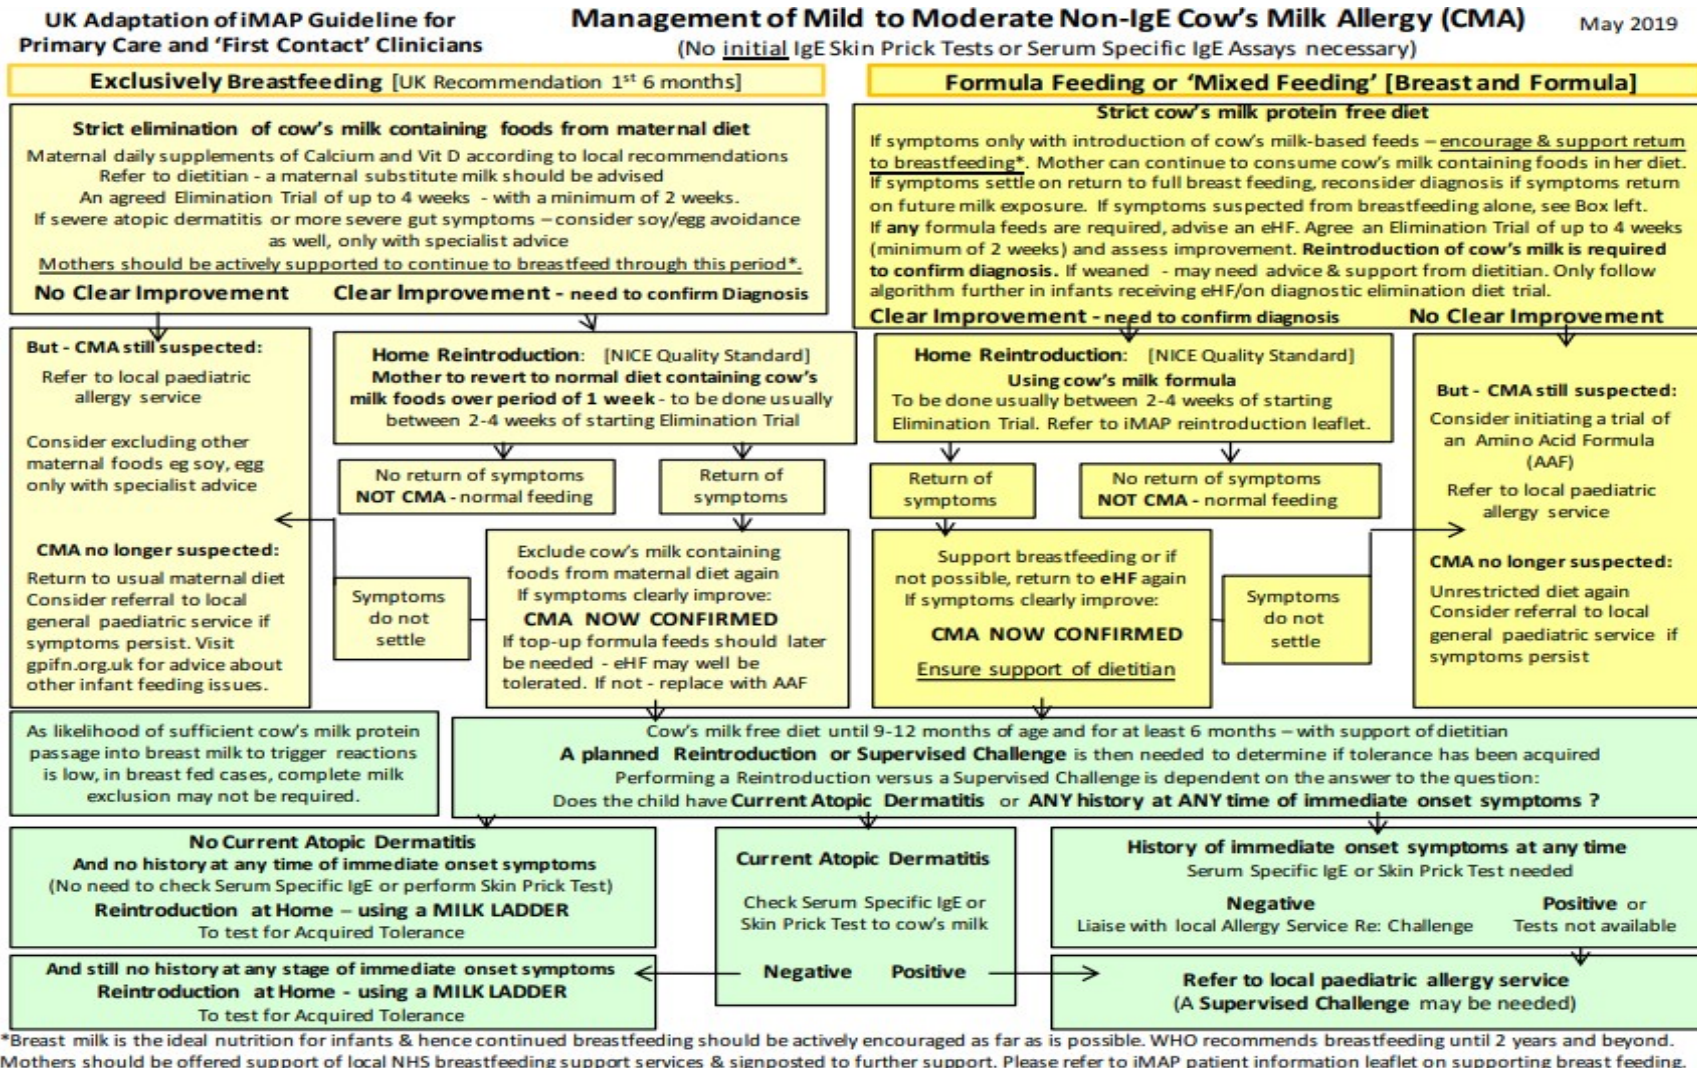 UK Adaptation of iMAP Guideline for
Primary Care and ‘First Contact’ Clinicians
Management of Mild to Moderate Non-IgE Cow’s Milk Allergy (CMA)
May 2019
(No initial IgE Skin Prick Tests or Serum Specific IgE Assays necessary)
Exclusively Breastfeeding [UK Recommendation 1st 6 months]
Strict elimination of cow’s milk containing foods from maternal diet
Maternal daily supplements of Calcium and Vit D according to local recommendations
Refer to dietitian - a maternal substitute milk should be advised
An agreed Elimination Trial of up to 4 weeks - with a minimum of 2 weeks.
If severe atopic dermatitis or more severe gut symptoms – consider soy/egg avoidance
as well, only with specialist advice
Mothers should be actively supported to continue to breastfeed through this period*.
No Clear Improvement
Clear Improvement - need to confirm Diagnosis
Formula Feeding or ‘Mixed Feeding’ [Breast and Formula]
Strict cow’s milk protein free diet
If symptoms only with introduction of cow’s milk-based feeds – encourage & support return
to breastfeeding*. Mother can continue to consume cow’s milk containing foods in her diet.
If symptoms settle on return to full breast feeding, reconsider diagnosis if symptoms return
on future milk exposure. If symptoms suspected from breastfeeding alone, see Box left.
If any formula feeds are required, advise an eHF. Agree an Elimination Trial of up to 4 weeks
(minimum of 2 weeks) and assess improvement. Reintroduction of cow’s milk is required
to confirm diagnosis. If weaned - may need advice & support from dietitian. Only follow
algorithm further in infants receiving eHF/on diagnostic elimination diet trial.
Clear Improvement - need to confirm diagnosis
No Clear Improvement
But - CMA still suspected:
Refer to local paediatric
allergy service
Consider excluding other
maternal foods eg soy, egg
only with specialist advice
CMA no longer suspected:
Return to usual maternal diet
Consider referral to local
general paediatric service if
symptoms persist. Visit
gpifn.org.uk for advice about
other infant feeding issues.
Home Reintroduction: [NICE Quality Standard]
Mother to revert to normal diet containing cow’s
milk foods over period of 1 week - to be done usually
between 2-4 weeks of starting Elimination Trial
No return of symptoms
NOT CMA - normal feeding
Return of
symptoms
Symptoms
do not
settle
Exclude cow’s milk containing
foods from maternal diet again
If symptoms clearly improve:
CMA NOW CONFIRMED
If top-up formula feeds should later
be needed - eHF may well be
tolerated. If not - replace with AAF
Home Reintroduction: [NICE Quality Standard]
Using cow’s milk formula
To be done usually between 2-4 weeks of starting
Elimination Trial. Refer to iMAP reintroduction leaflet.
Return of
symptoms
No return of symptoms
NOT CMA - normal feeding
Support breastfeeding or if
not possible, return to eHF again
If symptoms clearly improve:
CMA NOW CONFIRMED
Ensure support of dietitian
Symptoms
do not
settle
But - CMA still suspected:
Consider initiating a trial of
an Amino Acid Formula
(AAF)
Refer to local paediatric
allergy service
CMA no longer suspected:
Unrestricted diet again
Consider referral to local
general paediatric service if
symptoms persist
As likelihood of sufficient cow’s milk protein
passage into breast milk to trigger reactions
is low, in breast fed cases, complete milk
exclusion may not be required.
Cow’s milk free diet until 9-12 months of age and for at least 6 months – with support of dietitian
A planned Reintroduction or Supervised Challenge is then needed to determine if tolerance has been acquired
Performing a Reintroduction versus a Supervised Challenge is dependent on the answer to the question:
Does the child have Current Atopic Dermatitis or ANY history at ANY time of immediate onset symptoms ?
No Current Atopic Dermatitis
And no history at any time of immediate onset symptoms
(No need to check Serum Specific IgE or perform Skin Prick Test)
Reintroduction at Home – using a MILK LADDER
To test for Acquired Tolerance
And still no history at any stage of immediate onset symptoms
Reintroduction at Home - using a MILK LADDER
To test for Acquired Tolerance
Current Atopic Dermatitis
Check Serum Specific IgE or
Skin Prick Test to cow’s milk
Negative Positive
History of immediate onset symptoms at any time
Serum Specific IgE or Skin Prick Test needed
Negative
Liaise with local Allergy Service Re: Challenge
Positive or
Tests not available
Refer to local paediatric allergy service
(A Supervised Challenge may be needed)
*Breast milk is the ideal nutrition for infants & hence continued breastfeeding should be actively encouraged as far as is possible. WHO recommends breastfeeding until 2 years and beyond.
Mothers should be offered support of local NHS breastfeeding support services & signposted to further support. Please refer to iMAP patient information leaflet on supporting breast feeding.